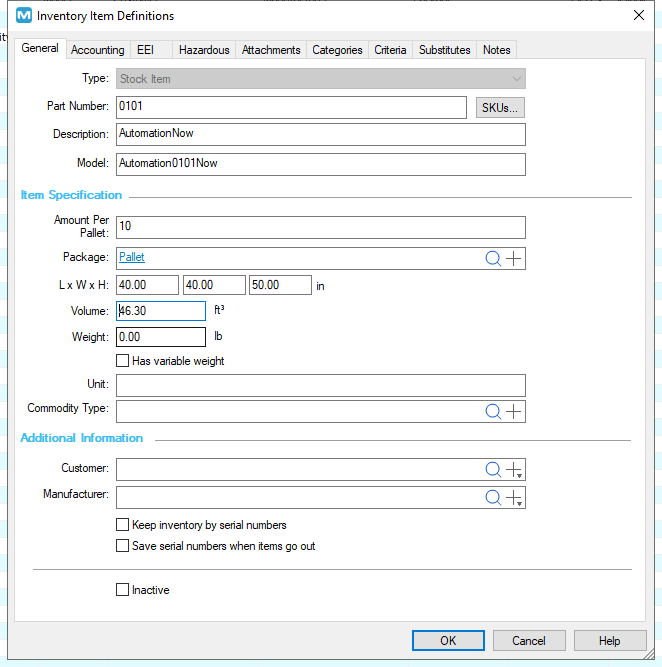 Inventory Item Definitions
General Accounting EEI Hazardous Attachments Categories Criteria Substitutes Notes
Type: Stock Item
Part Number: 0101 SKUs...
Description: AutomationNow
Model: Automation0101Now
Item Specification
Amount Per
Pallet: 10
Package: Pallet
L x W x H: 40.00 40.00 50.00 in
Volume: 46.30 ft³
Weight: 0.00 lb
Has variable weight
Unit:
Commodity Type:
Additional Information
Customer:
Manufacturer:
Keep inventory by serial numbers
Save serial numbers when items go out
Inactive
OK Cancel Help